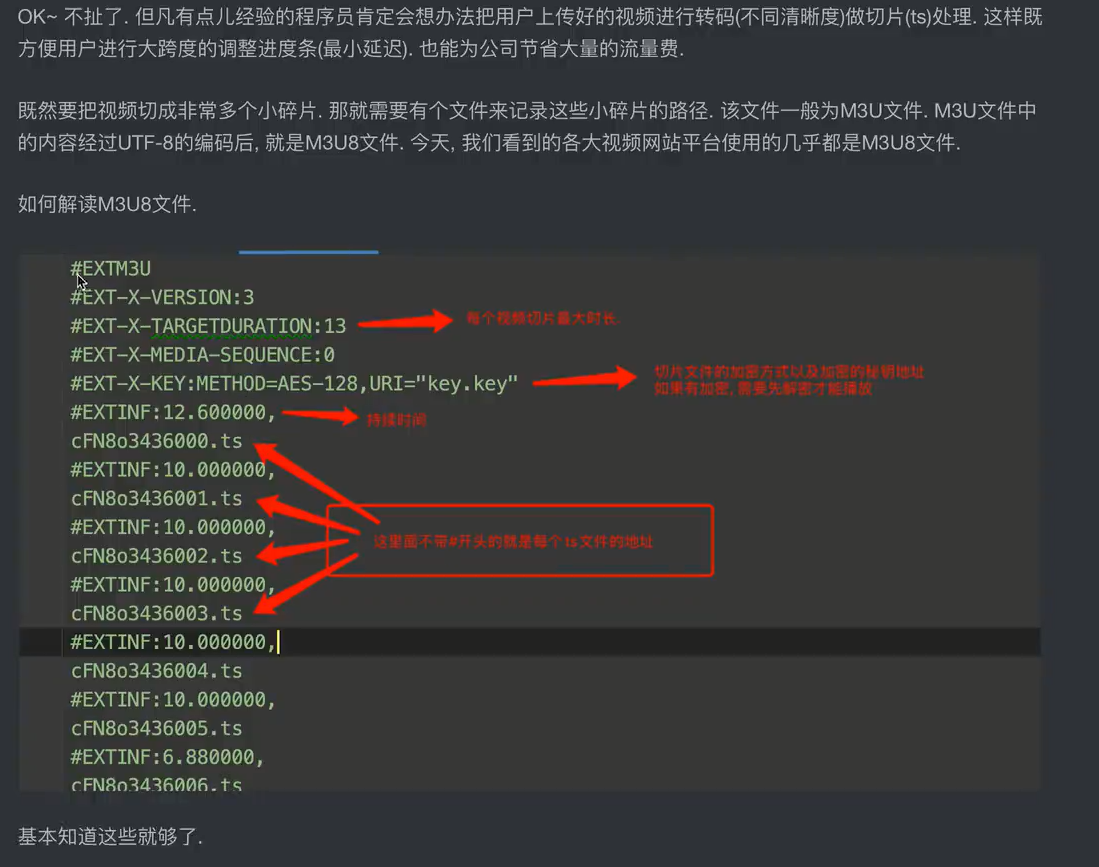 OK~ 不扯了. 但凡有点儿经验的程序员肯定会想办法把用户上传好的视频进行转码(不同清晰度)做切片(ts)处理. 这样既
方便用户进行大跨度的调整进度条(最小延迟). 也能为公司节省大量的流量费.
既然要把视频切成非常多个小碎片. 那就需要有个文件来记录这些小碎片的路径. 该文件一般为M3U文件. M3U文件中
的内容经过UTF-8的编码后, 就是M3U8文件. 今天, 我们看到的各大视频网站平台使用的几乎都是M3U8文件.
如何解读M3U8文件.
#EXTM3U
#EXT-X-VERSION:3
#EXT-X-TARGETDURATION:13 每个视频切片最大时长.
#EXT-X-MEDIA-SEQUENCE:0
#EXT-X-KEY:METHOD=AES-128,URI="key.key" 切片文件的加密方式以及加密的秘钥地址
如果有加密, 需要先解密才能播放
#EXTINF:12.600000, 持续时间
cFN8o3436000.ts
#EXTINF:10.000000,
cFN8o3436001.ts
#EXTINF:10.000000,
这里面不带#开头的就是每个ts文件的地址
cFN8o3436002.ts
#EXTINF:10.000000,
cFN8o3436003.ts
#EXTINF:10.000000,
cFN8o3436004.ts
#EXTINF:10.000000,
cFN8o3436005.ts
#EXTINF:6.880000,
cFN8o3436006.ts
基本知道这些就够了.